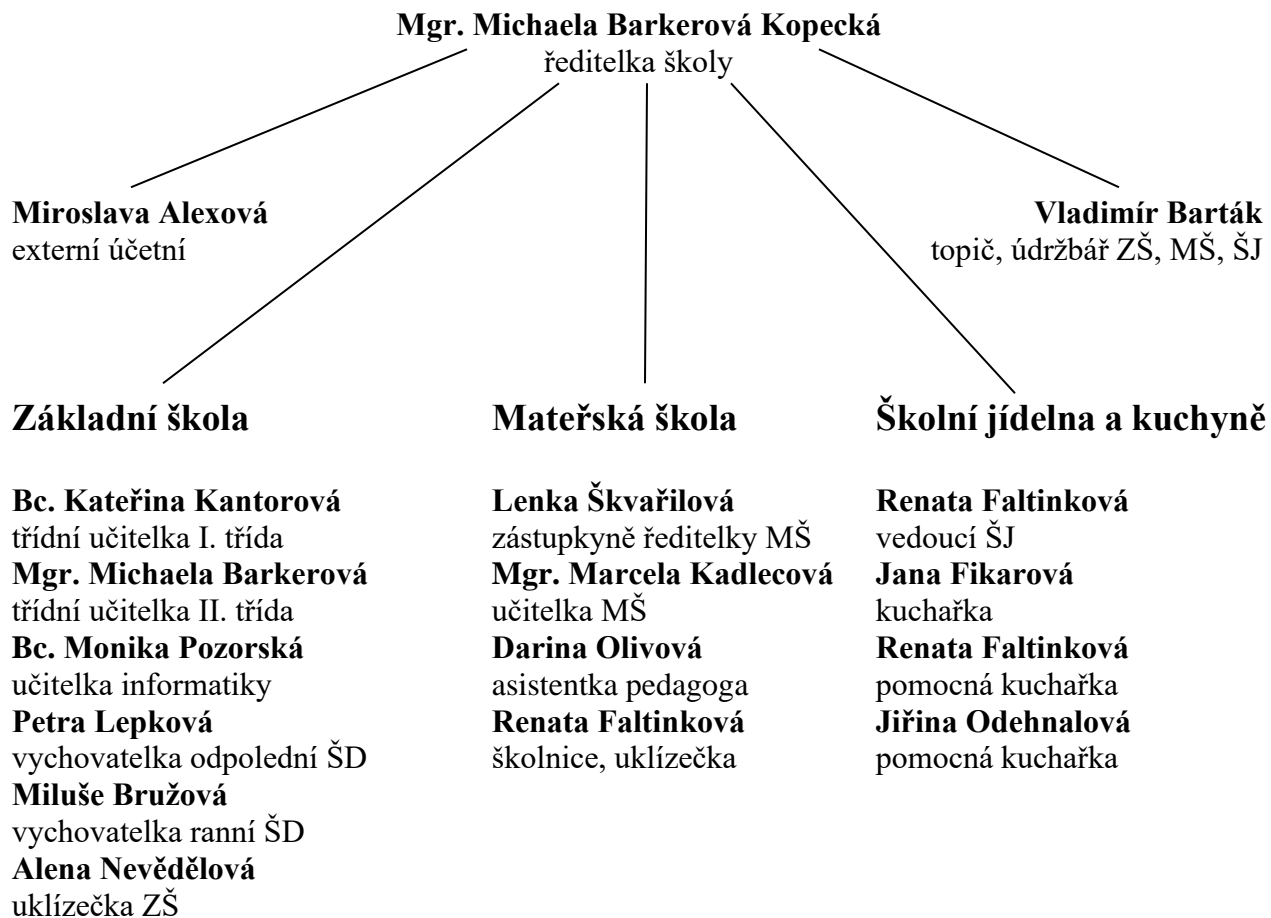 Mgr. Michaela Barkerová Kopecká
ředitelka školy
Miroslava Alexová
externí účetní
Vladimír Barták
topič, údržbář ZŠ, MŠ, ŠJ
Základní škola
Bc. Kateřina Kantorová
třídní učitelka I. třída
Mgr. Michaela Barkerová
třídní učitelka II. třída
Bc. Monika Pozorská
učitelka informatiky
Petra Lepková
vychovatelka odpolední ŠD
Miluše Bružová
vychovatelka ranní ŠD
Alena Nevědělová
uklízečka ZŠ
Mateřská škola
Lenka Škvařilová
zástupkyně ředitelky MŠ
Mgr. Marcela Kadlecová
učitelka MŠ
Darina Olivová
asistentka pedagoga
Renata Faltinková
školnice, uklízečka
Školní jídelna a kuchyně
Renata Faltinková
vedoucí ŠJ
Jana Fikarová
kuchařka
Renata Faltinková
pomocná kuchařka
Jiřina Odehnalová
pomocná kuchařka